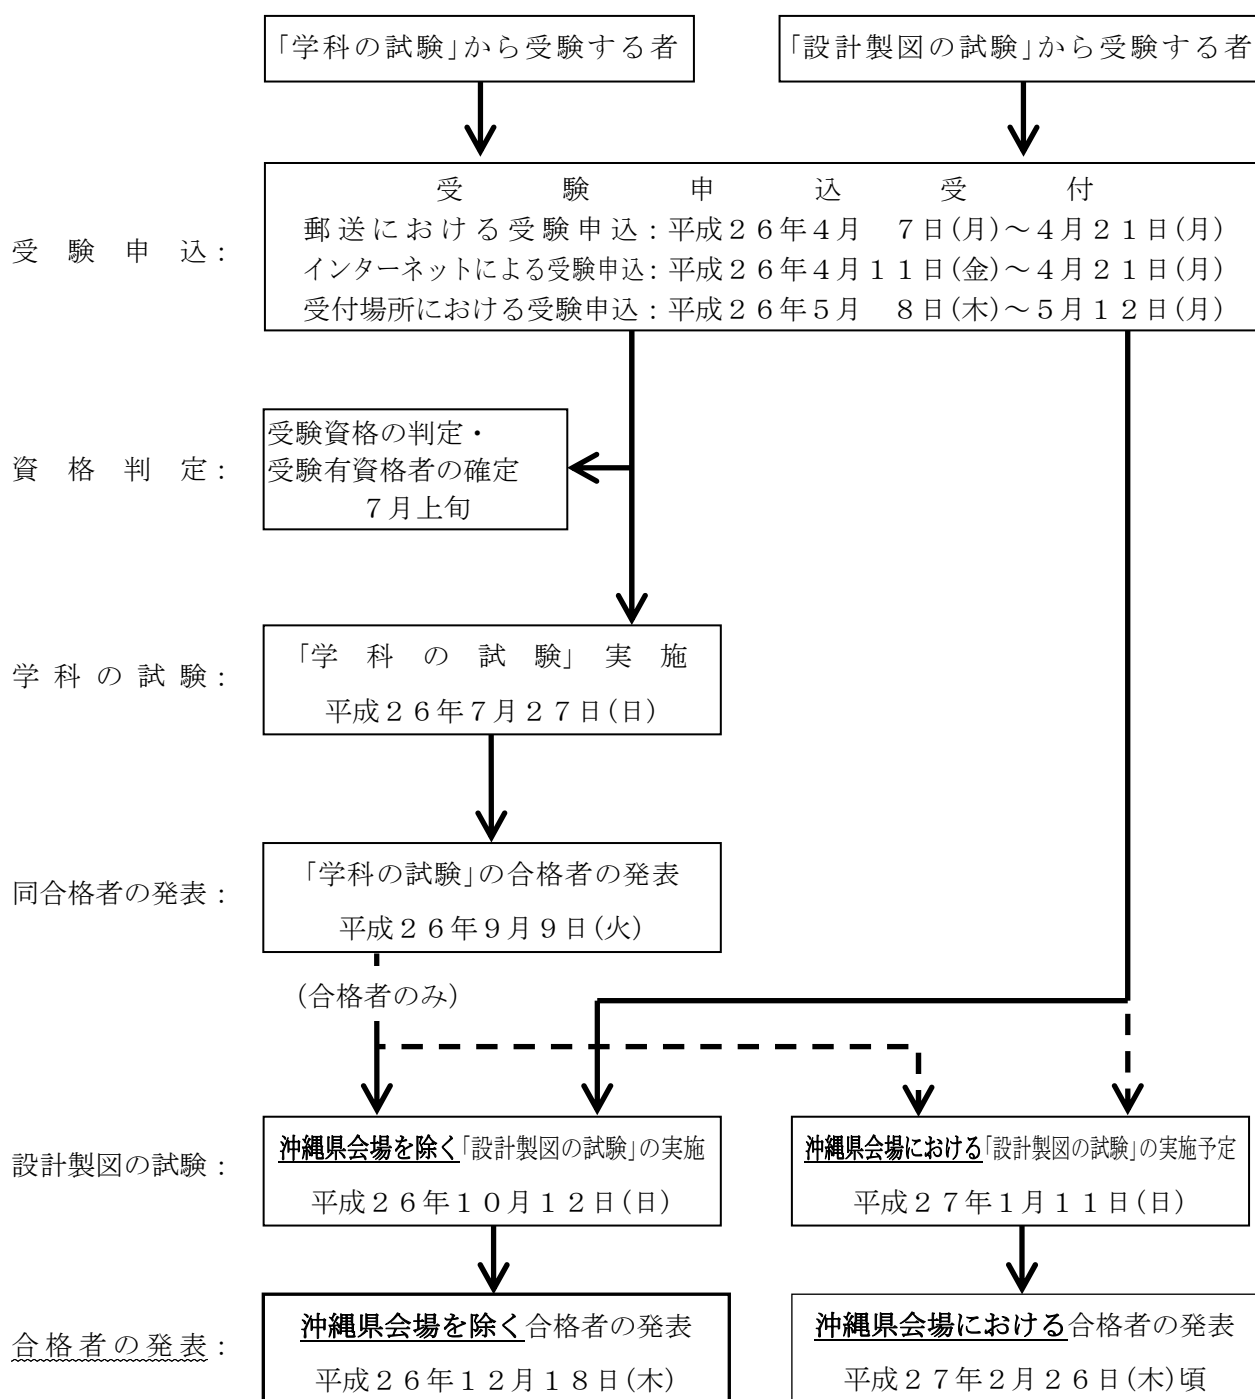 「学科の試験」から受験する者
「設計製図の試験」から受験する者
受験申込受付
受験申込：
郵送における受験申込：平成２６年４月　７日(月)～４月２１日(月)
インターネットによる受験申込：平成２６年４月１１日(金)～４月２１日(月)
受付場所における受験申込：平成２６年５月　８日(木)～５月１２日(月)
資格判定：
受験資格の判定・
受験有資格者の確定
７月上旬
学科の試験：
「学科の試験」実施
平成２６年７月２７日(日)
同合格者の発表：
「学科の試験」の合格者の発表
平成２６年９月９日(火)
(合格者のみ)
設計製図の試験：
沖縄県会場を除く「設計製図の試験」の実施
平成２６年１０月１２日(日)
沖縄県会場における「設計製図の試験」の実施予定
平成２７年１月１１日(日)
合格者の発表：
沖縄県会場を除く合格者の発表
平成２６年１２月１８日(木)
沖縄県会場における合格者の発表
平成２７年２月２６日(木)頃